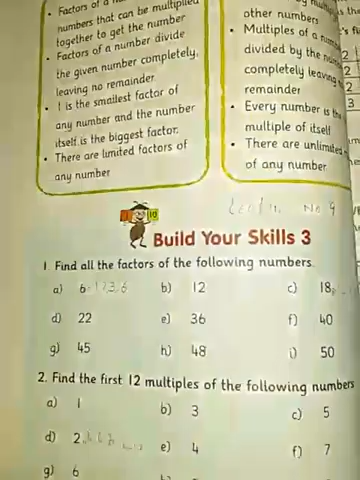 Factors of a
numbers that can be multiplied
together to get the number
• Factors of a number divide
the given number completely,
leaving no remainder
• 1 is the smallest factor of
any number and the number
itself is the biggest factor.
• There are limited factors of
any number
other numbers
• Multiples of a
divided by the
completely leaving
remainder
• Every number is the
multiple of itself
• There are unlimited
of any number
10
No 9
Build Your Skills 3
1. Find all the factors of the following numbers.
a) 6 b) 12 c) 18
d) 22 e) 36 f) 40
g) 45 h) 48 i) 50
2. Find the first 12 multiples of the following numbers
a) 1 b) 3 c) 5
d) 2 e) 4 f) 7
g) 6